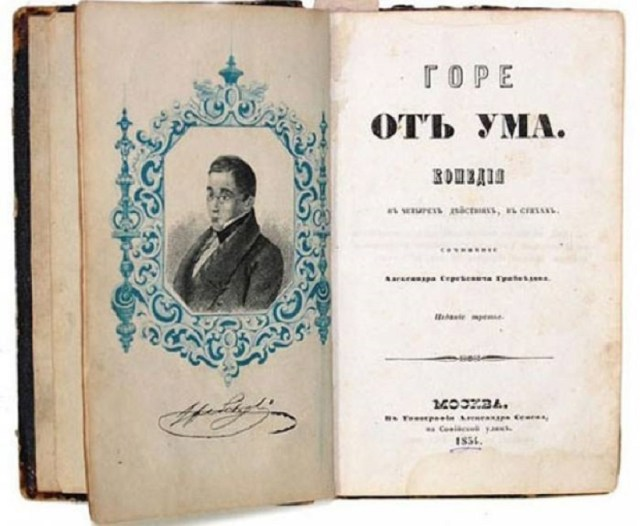 ГОРЕ
ОТЪ УМА.
КОМЕДІЯ
ВЪ ЧЕТЫРЕХЪ ДѢЙСТВІЯХЪ, ВЪ СТИХАХЪ.
СОЧИНЕНІЕ
Александра Сергѣевича Грибоѣдова.
Изданіе третье.
МОСКВА.
Въ Типографіи Александра Семена,
на Софійской улицѣ.
1854.